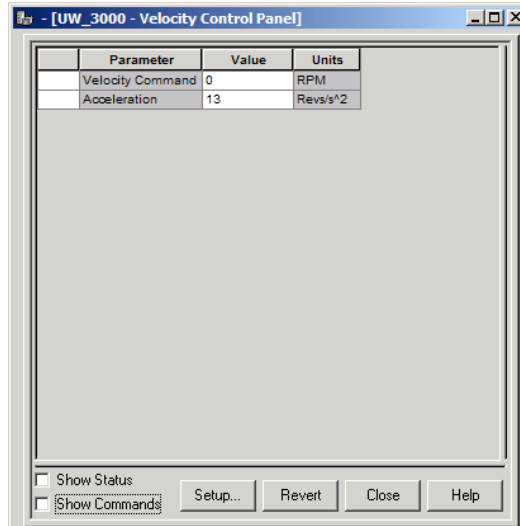 - [UW_3000 - Velocity Control Panel]
Parameter Value Units
Velocity Command 0 RPM
Acceleration 13 Revs/s^2
Show Status
Show Commands Setup... Revert Close Help